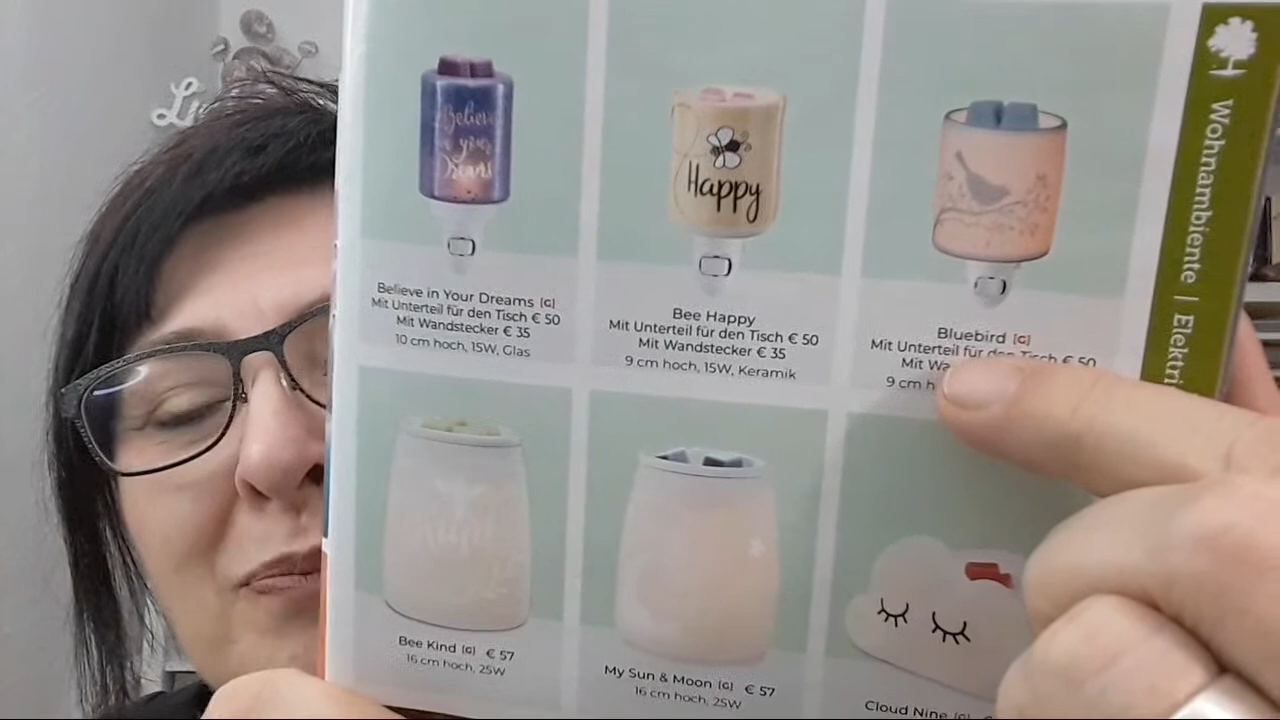 Believe
your
Dreams
Believe in Your Dreams [G]
Mit Unterteil für den Tisch € 50
Mit Wandstecker € 35
10 cm hoch, 15W, Glas
Happy
Bee Happy
Mit Unterteil für den Tisch € 50
Mit Wandstecker € 35
9 cm hoch, 15W, Keramik
Bluebird [G]
Mit Unterteil für den Tisch € 50
Mit
9 cm
Bee Kind [G] € 57
16 cm hoch, 25W
My Sun & Moon [G] € 57
16 cm hoch, 25W
Cloud Nine [G] €
Wohnambiente | Elektri